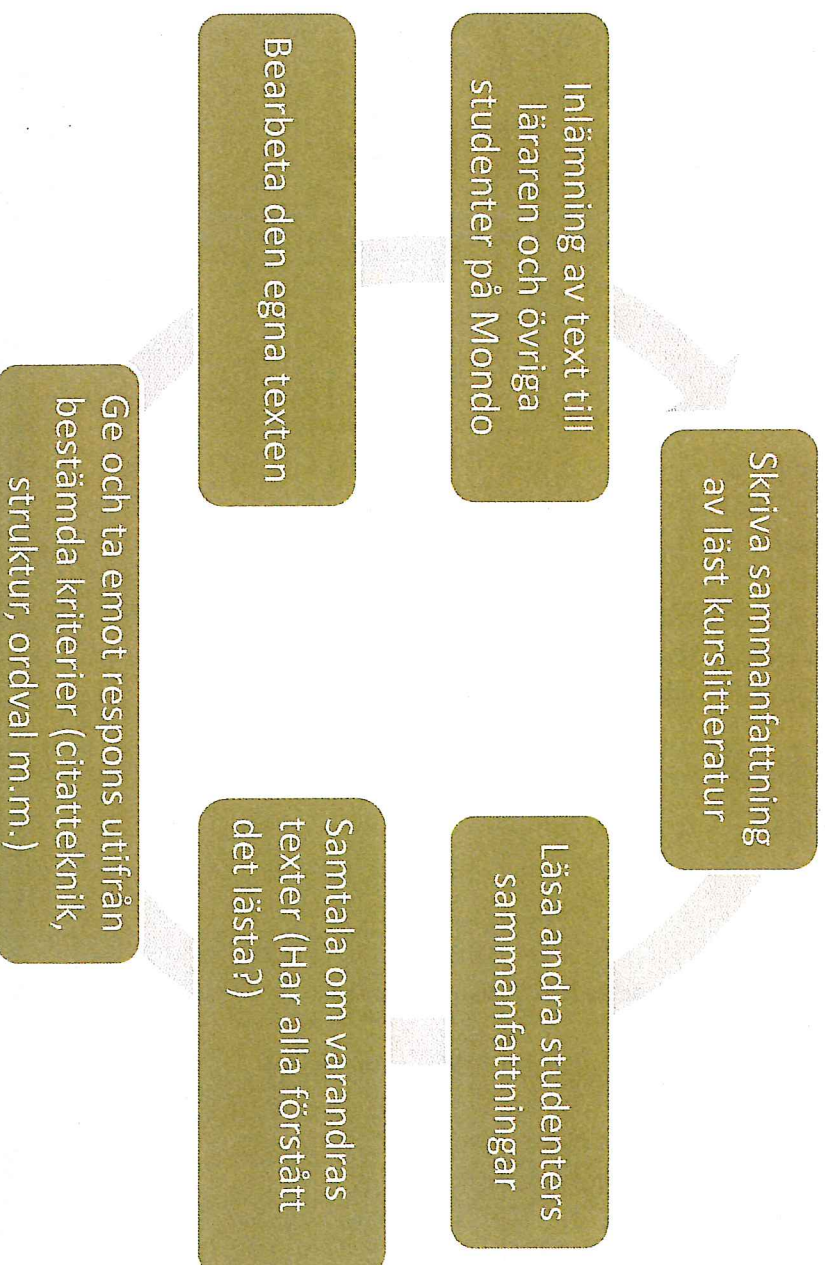 Skriva sammanfattning
av läst kurslitteratur
Läsa andra studenters
sammanfattningar
Samtala om varandras
texter (Har alla förstått
det lästa?)
Ge och ta emot respons utifrån
bestämda kriterier (citatteknik,
struktur, ordval m.m.)
Bearbeta den egna texten
Inlämning av text till
läraren och övriga
studenter på Mondo